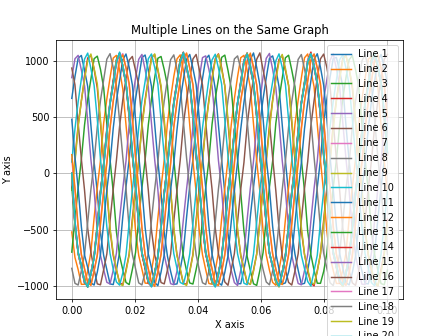 Multiple Lines on the Same Graph
1000
500
0
−500
−1000
Y axis
0.00
0.02
0.04
0.06
X axis
Line 1
Line 2
Line 3
Line 4
Line 5
Line 6
Line 7
Line 8
Line 9
Line 10
Line 11
Line 12
Line 13
Line 14
Line 15
Line 16
Line 17
Line 18
Line 19
Line 20